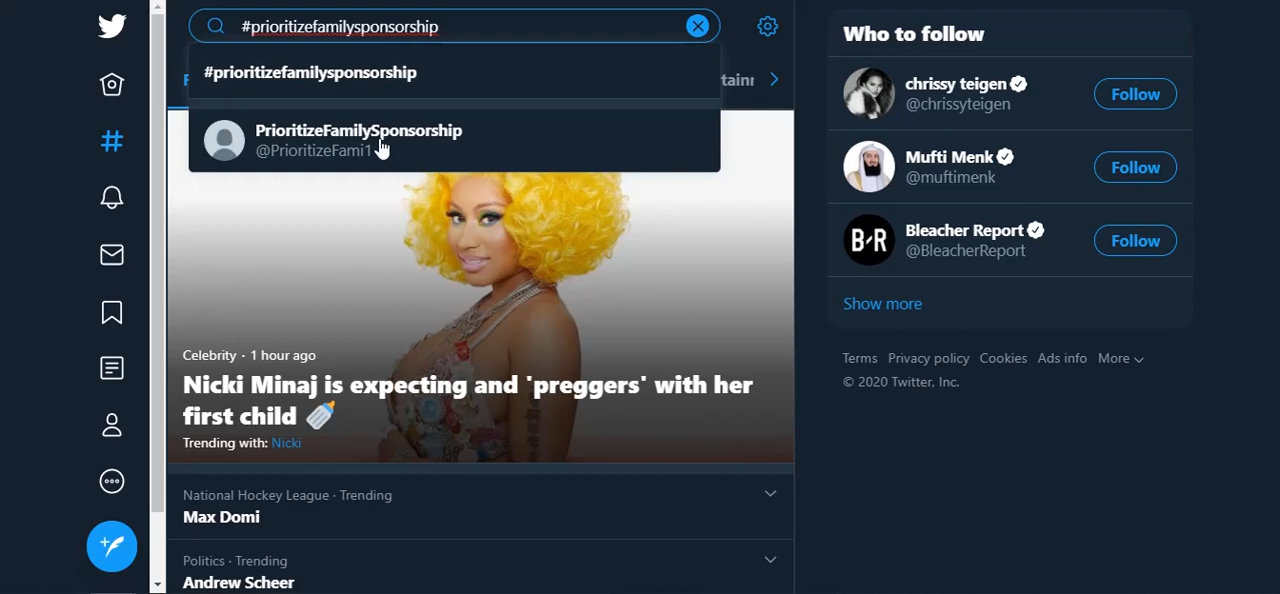 #prioritizefamilysponsorship
#prioritizefamilysponsorship
tainn
PrioritizeFamilySponsorship
@PrioritizeFami1
Celebrity · 1 hour ago
Nicki Minaj is expecting and 'preggers' with her
first child 🍼
Trending with: Nicki
National Hockey League · Trending
Max Domi
Politics · Trending
Andrew Scheer
Who to follow
chrissy teigen
@chrissyteigen
Follow
Mufti Menk
@muftimenk
Follow
B/R
Bleacher Report
@BleacherReport
Follow
Show more
Terms Privacy policy Cookies Ads info More
© 2020 Twitter, Inc.